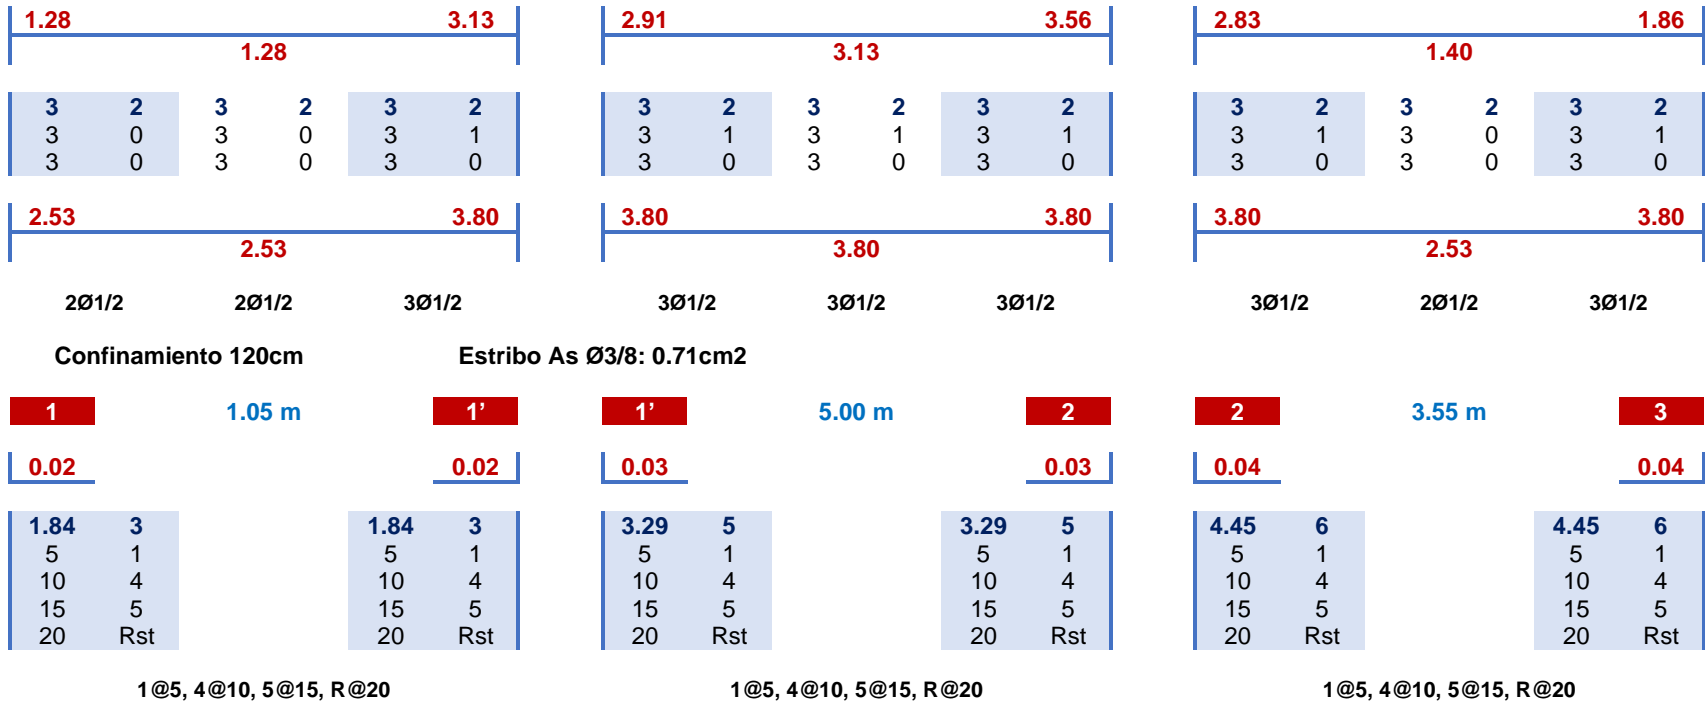 1.28 3.13 2.91 3.56 2.83 1.86
1.28 3.13 1.40
3 2 3 2 3 2 3 2 3 2 3 2 3 2 3 2 3 2
3 0 3 0 3 1 3 1 3 1 3 1 3 1 3 0 3 1
3 0 3 0 3 0 3 0 3 0 3 0 3 0 3 0 3 0
2.53 3.80 3.80 3.80 3.80 3.80
2.53 3.80 2.53
2Ø1/2 2Ø1/2 3Ø1/2 3Ø1/2 3Ø1/2 3Ø1/2 3Ø1/2 2Ø1/2 3Ø1/2
Confinamiento 120cm Estribo As Ø3/8: 0.71cm2
1 1.05 m 1’ 1’ 5.00 m 2 2 3.55 m 3
0.02 0.02 0.03 0.03 0.04 0.04
1.84 3 1.84 3 3.29 5 3.29 5 4.45 6 4.45 6
5 1 5 1 5 1 5 1 5 1 5 1
10 4 10 4 10 4 10 4 10 4 10 4
15 5 15 5 15 5 15 5 15 5 15 5
20 Rst 20 Rst 20 Rst 20 Rst 20 Rst 20 Rst
1@5, 4@10, 5@15, R@20 1@5, 4@10, 5@15, R@20 1@5, 4@10, 5@15, R@20